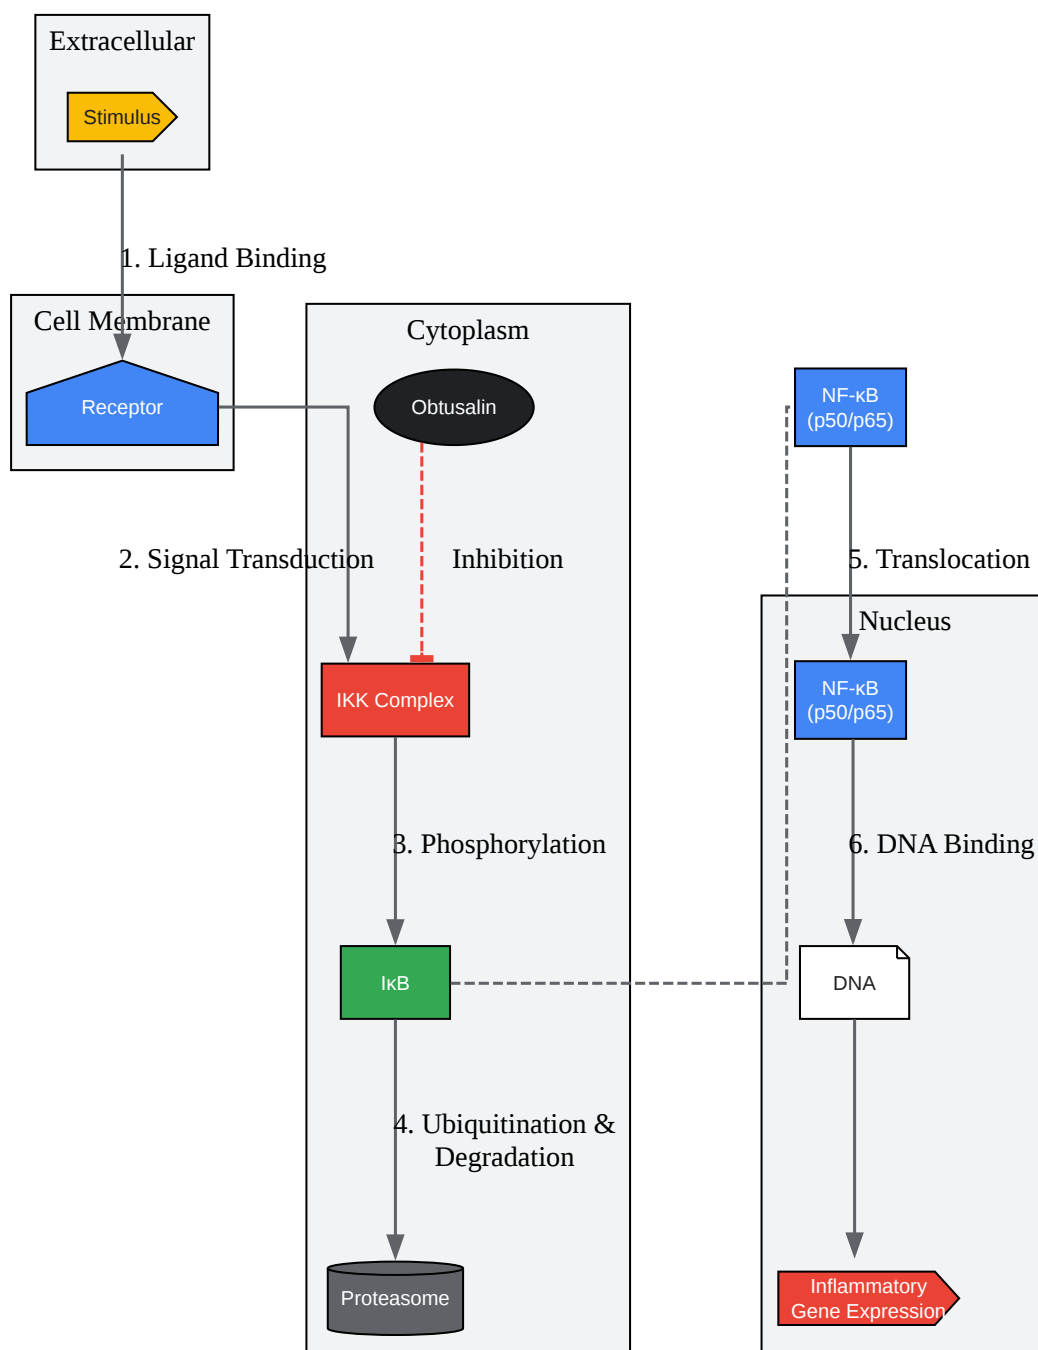 Extracellular
Stimulus
1. Ligand Binding
Cell Membrane
Receptor
2. Signal Transduction
Cytoplasm
Obtusalin
Inhibition
IKK Complex
3. Phosphorylation
IκB
4. Ubiquitination &
Degradation
Proteasome
NF-κB
(p50/p65)
5. Translocation
Nucleus
NF-κB
(p50/p65)
6. DNA Binding
DNA
Inflammatory
Gene Expression